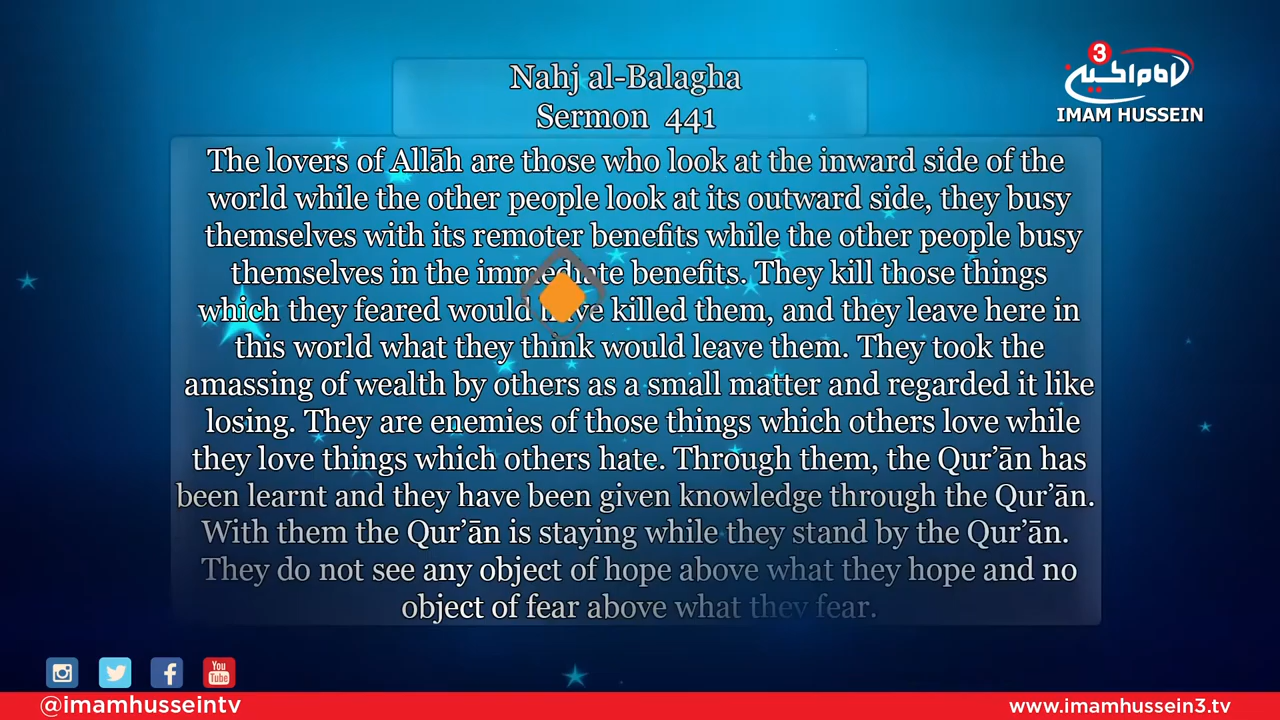 Nahj al-Balagha
Sermon 441
3
IMAM HUSSEIN
The lovers of Allāh are those who look at the inward side of the
world while the other people look at its outward side, they busy
themselves with its remoter benefits while the other people busy
themselves in the immediate benefits. They kill those things
which they feared would have killed them, and they leave here in
this world what they think would leave them. They took the
amassing of wealth by others as a small matter and regarded it like
losing. They are enemies of those things which others love while
they love things which others hate. Through them, the Qur’ān has
been learnt and they have been given knowledge through the Qur’ān.
With them the Qur’ān is staying while they stand by the Qur’ān.
They do not see any object of hope above what they hope and no
object of fear above what they fear.
You Tube
@imamhusseintv
www.imamhussein3.tv